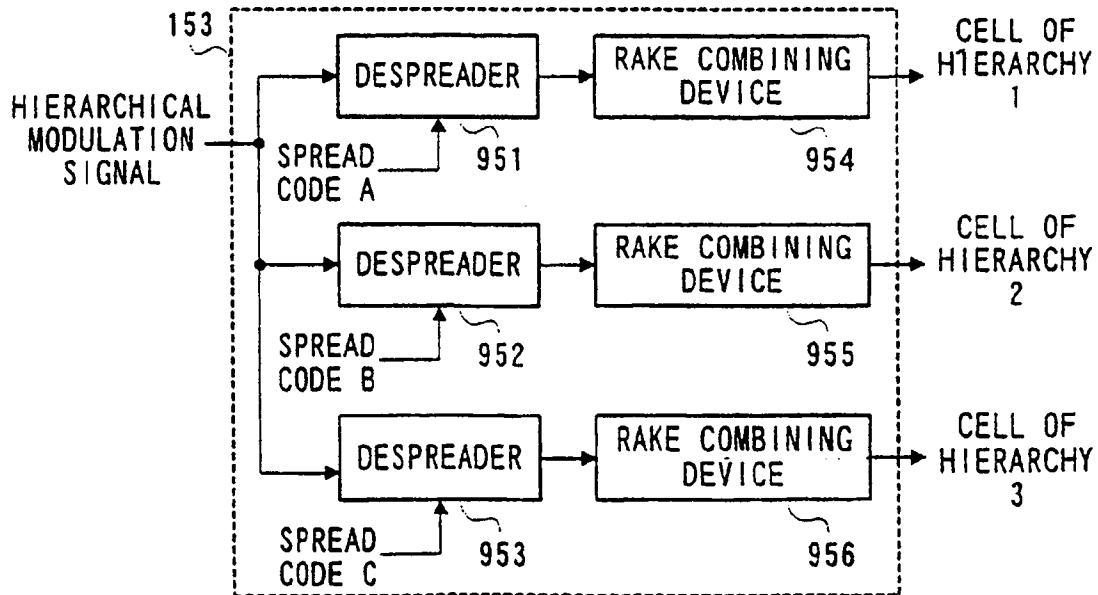 153
HIERARCHICAL
MODULATION
SIGNAL
DESPREADER
951
SPREAD
CODE A
RAKE COMBINING
DEVICE
954
CELL OF
HIERARCHY
1
DESPREADER
952
SPREAD
CODE B
RAKE COMBINING
DEVICE
955
CELL OF
HIERARCHY
2
DESPREADER
953
SPREAD
CODE C
RAKE COMBINING
DEVICE
956
CELL OF
HIERARCHY
3